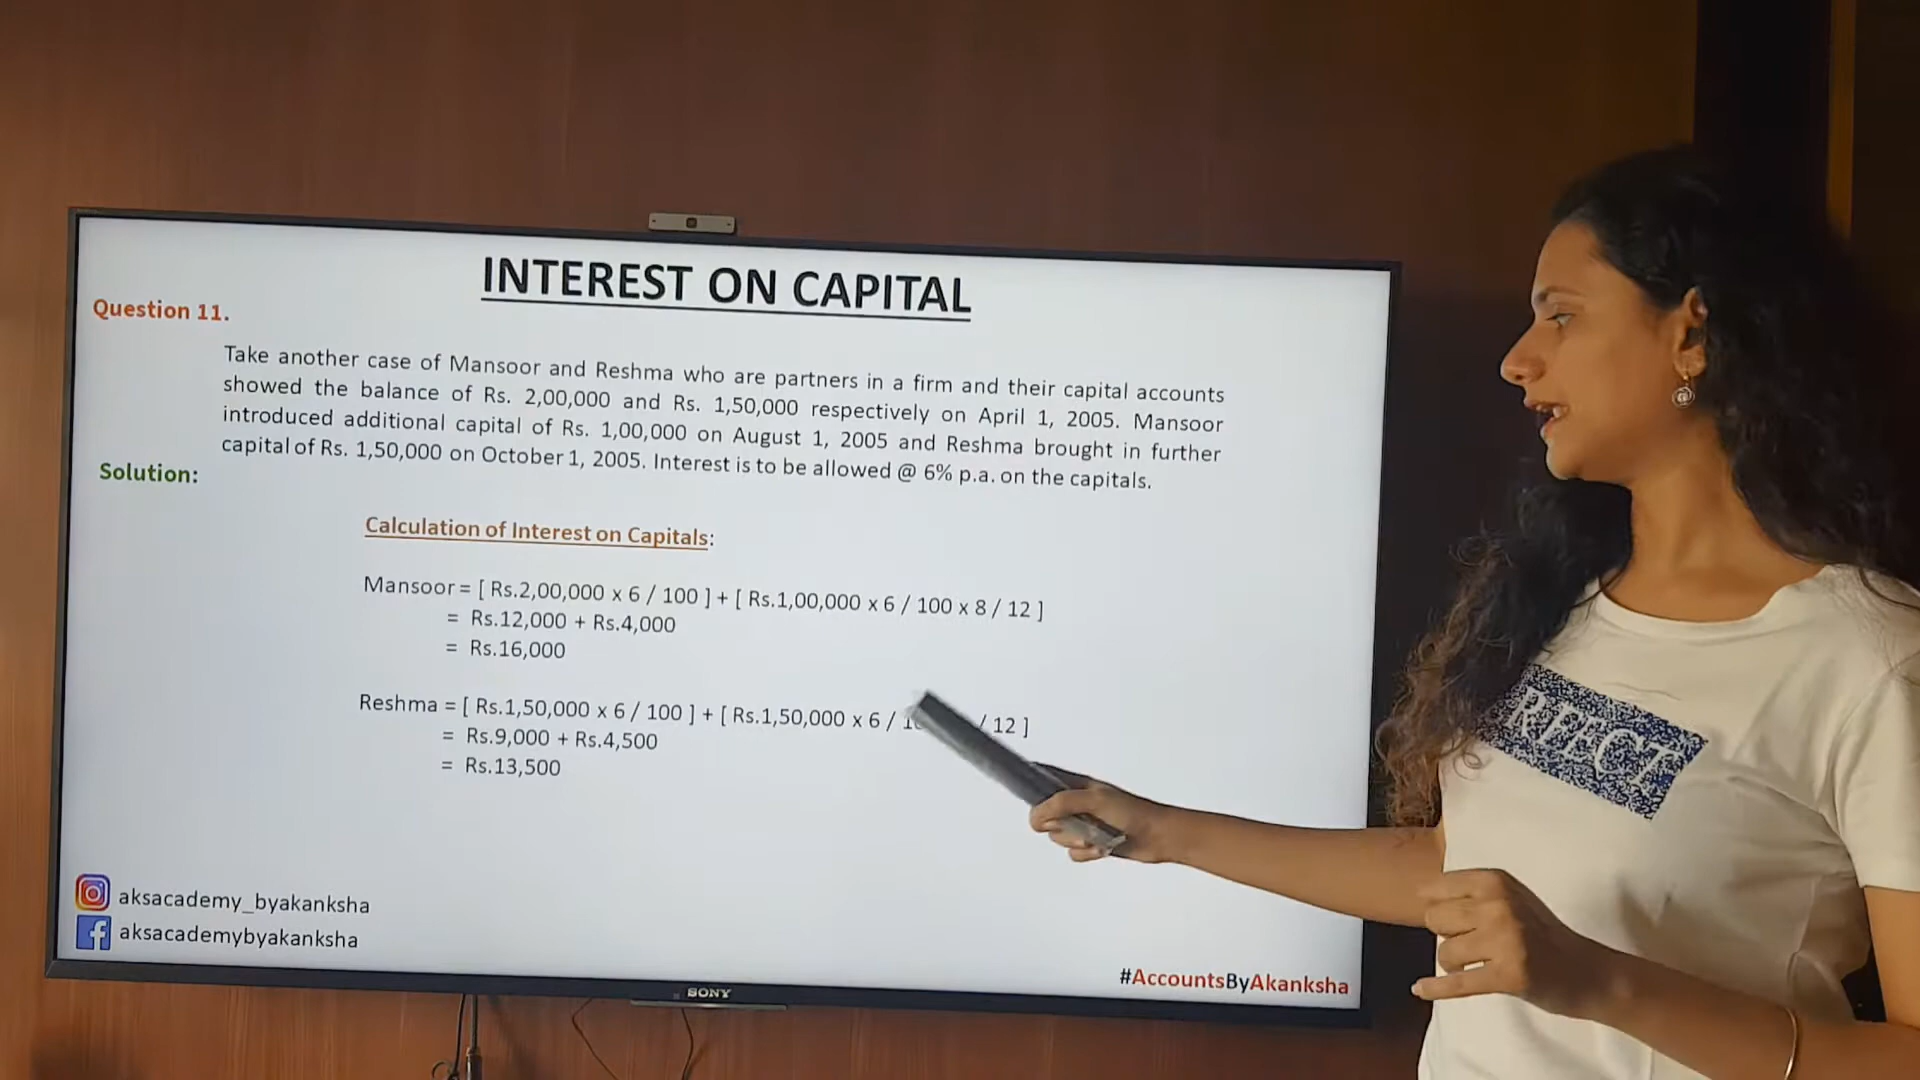 INTEREST ON CAPITAL
Question 11.
Take another case of Mansoor and Reshma who are partners in a firm and their capital accounts
showed the balance of Rs. 2,00,000 and Rs. 1,50,000 respectively on April 1, 2005. Mansoor
introduced additional capital of Rs. 1,00,000 on August 1, 2005 and Reshma brought in further
capital of Rs. 1,50,000 on October 1, 2005. Interest is to be allowed @ 6% p.a. on the capitals.
Solution:
Calculation of Interest on Capitals:
Mansoor = [ Rs.2,00,000 x 6 / 100 ] + [ Rs.1,00,000 x 6 / 100 x 8 / 12 ]
= Rs.12,000 + Rs.4,000
= Rs.16,000
Reshma = [ Rs.1,50,000 x 6 / 100 ] + [ Rs.1,50,000 x 6 / / 12 ]
= Rs.9,000 + Rs.4,500
= Rs.13,500
aksacademy_byakanksha
aksacademybyakanksha
#AccountsByAkanksha
SONY